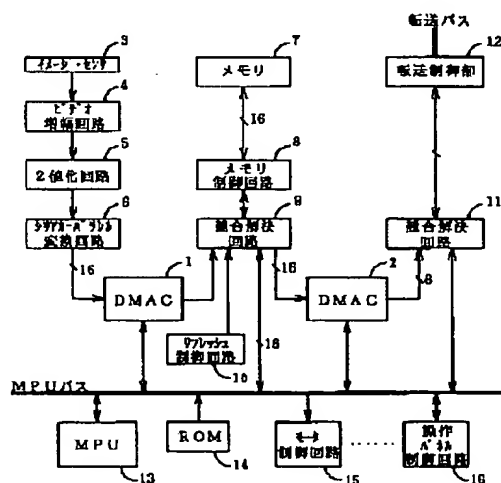 転送バス
3
イメージ・センサ
4
ビデオ
増幅回路
5
2値化回路
6
シリアル-パラレル
変換回路
16
1
DMAC
7
メモリ
16
8
メモリ
制御回路
9
競合解決
回路
16
リフレッシュ
制御回路
10
16
2
DMAC
8
12
転送制御部
11
競合解決
回路
MPUバス
MPU
13
ROM
14
モータ
制御回路
15
操作
パネル
制御回路
16